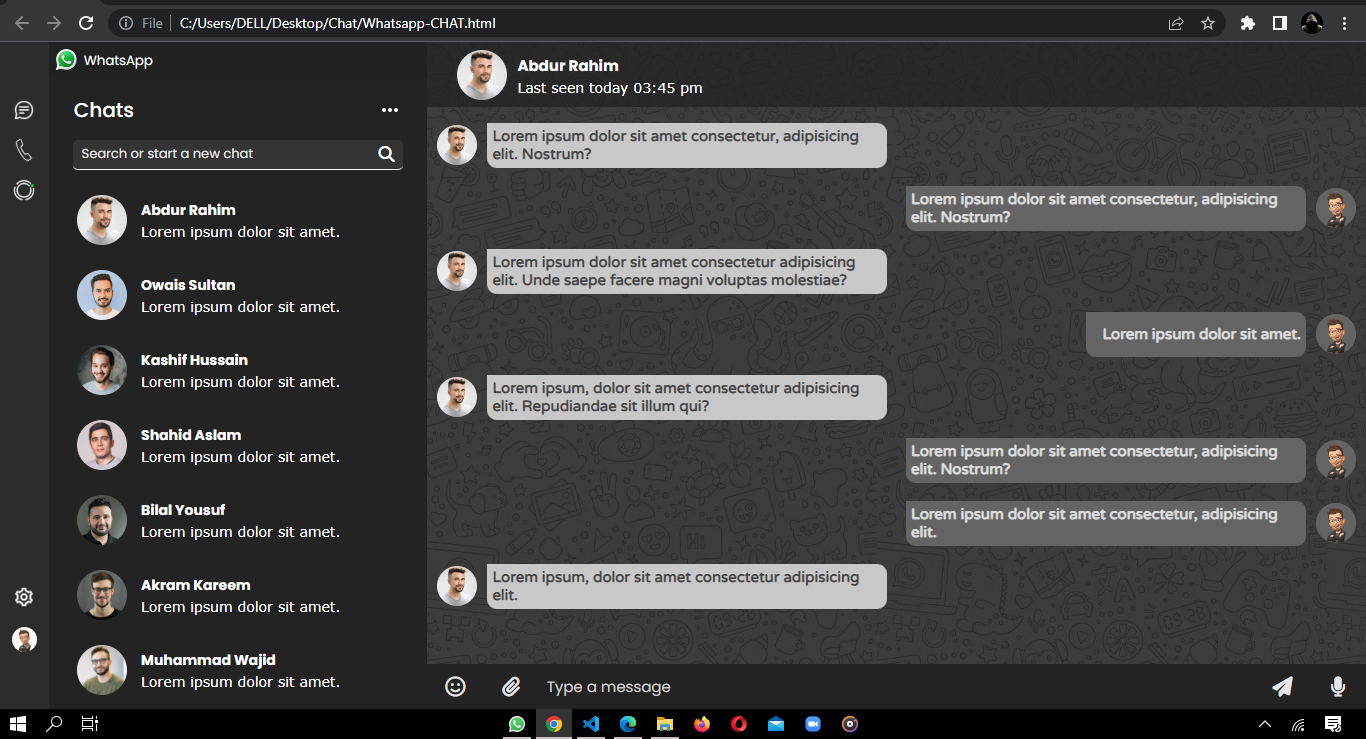 File
C:/Users/DELL/Desktop/Chat/Whatsapp-CHAT.html
WhatsApp
Chats
Search or start a new chat
Abdur Rahim
Lorem ipsum dolor sit amet.
Owais Sultan
Lorem ipsum dolor sit amet.
Kashif Hussain
Lorem ipsum dolor sit amet.
Shahid Aslam
Lorem ipsum dolor sit amet.
Bilal Yousuf
Lorem ipsum dolor sit amet.
Akram Kareem
Lorem ipsum dolor sit amet.
Muhammad Wajid
Lorem ipsum dolor sit amet.
Abdur Rahim
Last seen today 03:45 pm
Lorem ipsum dolor sit amet consectetur, adipisicing
elit. Nostrum?
Lorem ipsum dolor sit amet consectetur, adipisicing
elit. Nostrum?
Lorem ipsum dolor sit amet consectetur adipisicing
elit. Unde saepe facere magni voluptas molestiae?
Lorem ipsum dolor sit amet.
Lorem ipsum, dolor sit amet consectetur adipisicing
elit. Repudiandae sit illum qui?
Lorem ipsum dolor sit amet consectetur, adipisicing
elit. Nostrum?
Lorem ipsum dolor sit amet consectetur, adipisicing
elit.
Lorem ipsum, dolor sit amet consectetur adipisicing
elit.
Type a message